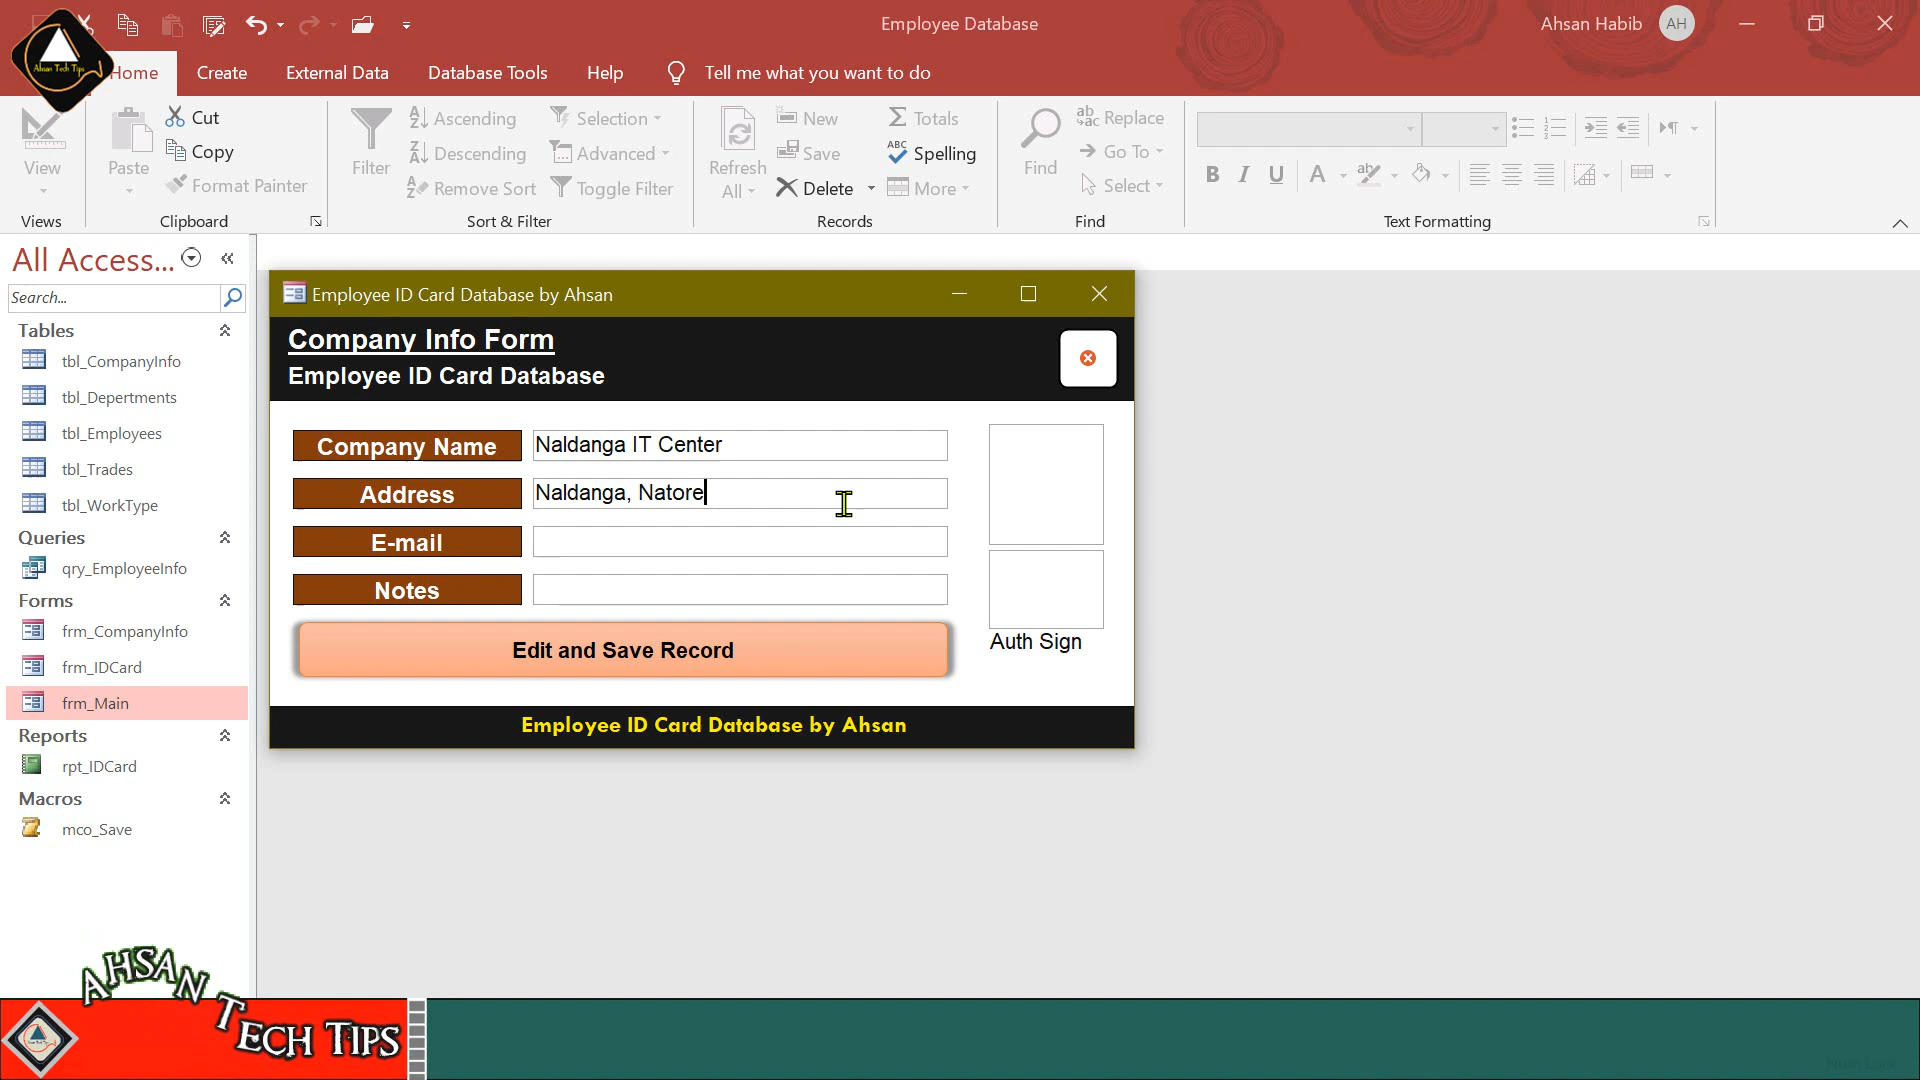 Employee Database
Ahsan Habib
AH
Ahsan Tech Tips
Home
Create
External Data
Database Tools
Help
Tell me what you want to do
View
Views
Paste
Cut
Copy
Format Painter
Clipboard
Filter
Ascending
Descending
Remove Sort
Selection
Advanced
Toggle Filter
Sort & Filter
Refresh
All
New
Save
Delete
Totals
Spelling
More
Records
Find
Replace
Go To
Select
Find
B I U A
Text Formatting
All Access...
Search...
Tables
tbl_CompanyInfo
tbl_Depertments
tbl_Employees
tbl_Trades
tbl_WorkType
Queries
qry_EmployeeInfo
Forms
frm_CompanyInfo
frm_IDCard
frm_Main
Reports
rpt_IDCard
Macros
mco_Save
Employee ID Card Database by Ahsan
Company Info Form
Employee ID Card Database
Company Name
Naldanga IT Center
Address
Naldanga, Natore
E-mail
Notes
Edit and Save Record
Auth Sign
Employee ID Card Database by Ahsan
AHSAN TECH TIPS